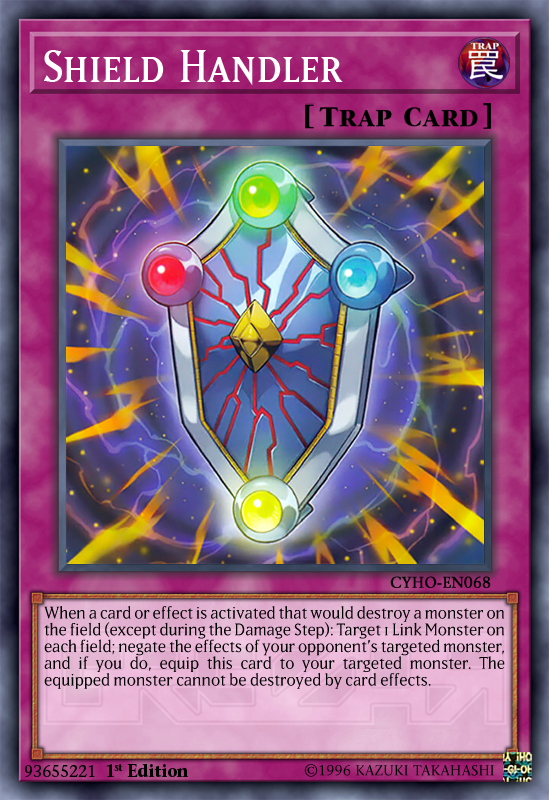 SHIELD HANDLER
TRAP
罠
[TRAP CARD]
CYHO-EN068
When a card or effect is activated that would destroy a monster on
the field (except during the Damage Step): Target 1 Link Monster on
each field; negate the effects of your opponent's targeted monster,
and if you do, equip this card to your targeted monster. The
equipped monster cannot be destroyed by card effects.
93655221 1st Edition ©1996 KAZUKI TAKAHASHI